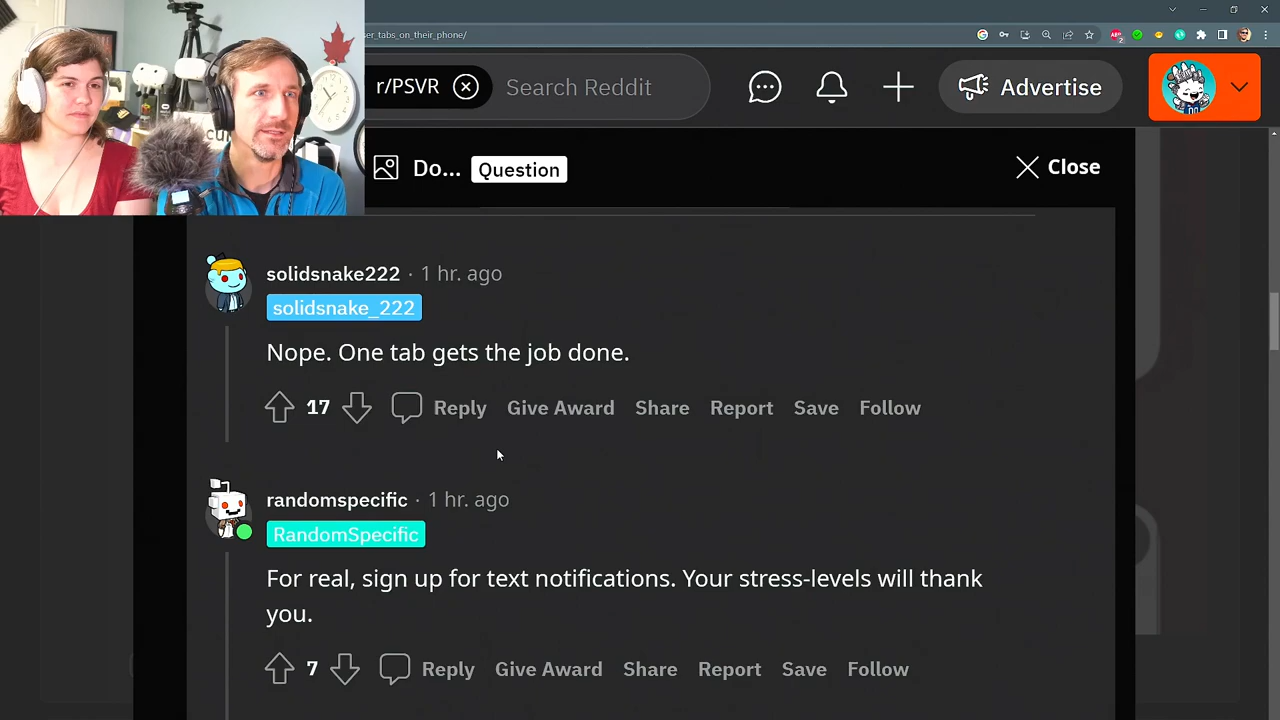 ser_tabs_on_their_phone/
r/PSVR
Search Reddit
Advertise
Do... Question
Close
solidsnake222 · 1 hr. ago
solidsnake_222
Nope. One tab gets the job done.
17 Reply Give Award Share Report Save Follow
randomspecific · 1 hr. ago
RandomSpecific
For real, sign up for text notifications. Your stress-levels will thank
you.
7 Reply Give Award Share Report Save Follow